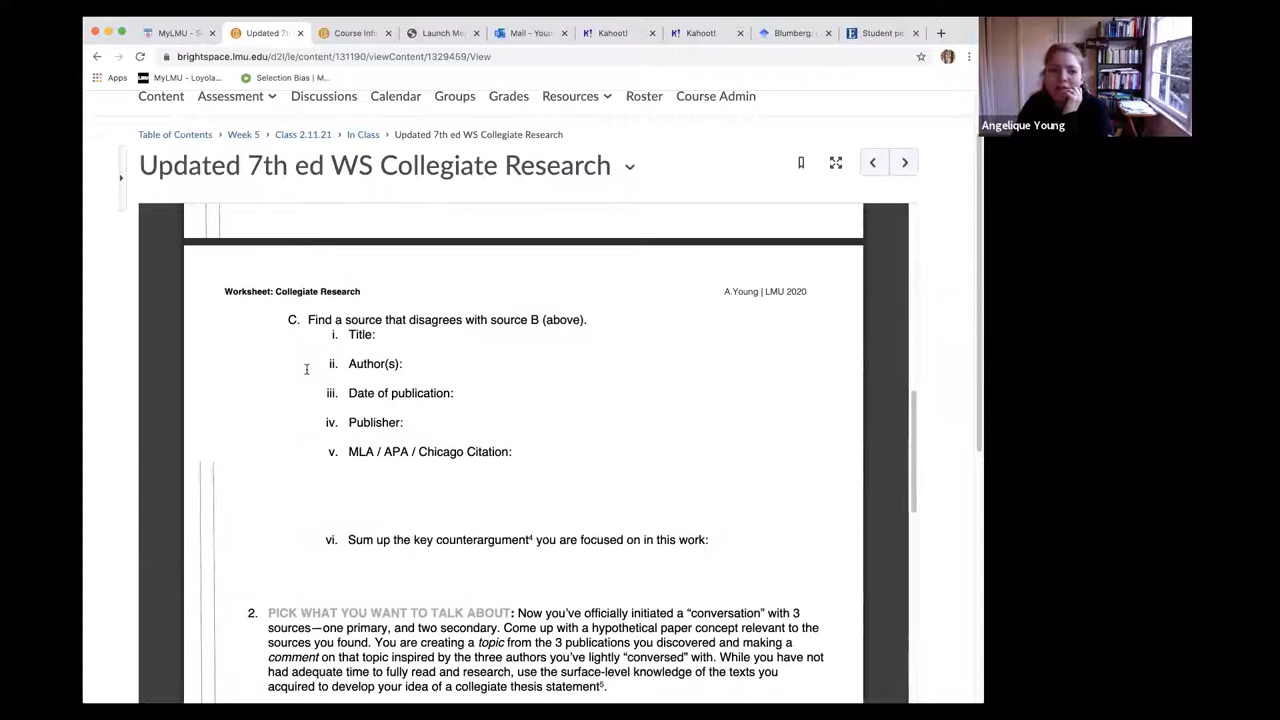 MyLMU - S
Updated 7
Course Info
Launch Me
Mail - Youn
Kahoot!
Kahoot!
Blumberg:
Student pe
brightspace.lmu.edu/d2l/le/content/131190/viewContent/1329459/View
Apps
LMU
MyLMU - Loyola...
Selection Bias | M...
Content Assessment Discussions Calendar Groups Grades Resources Roster Course Admin
Angelique Young
Table of Contents › Week 5 › Class 2.11.21 › In Class › Updated 7th ed WS Collegiate Research
Updated 7th ed WS Collegiate Research
Worksheet: Collegiate Research
A.Young | LMU 2020
C. Find a source that disagrees with source B (above).
i. Title:
ii. Author(s):
iii. Date of publication:
iv. Publisher:
v. MLA / APA / Chicago Citation:
vi. Sum up the key counterargument⁴ you are focused on in this work:
2. PICK WHAT YOU WANT TO TALK ABOUT: Now you've officially initiated a “conversation” with 3
sources—one primary, and two secondary. Come up with a hypothetical paper concept relevant to the
sources you found. You are creating a topic from the 3 publications you discovered and making a
comment on that topic inspired by the three authors you've lightly “conversed” with. While you have not
had adequate time to fully read and research, use the surface-level knowledge of the texts you
acquired to develop your idea of a collegiate thesis statement⁵.